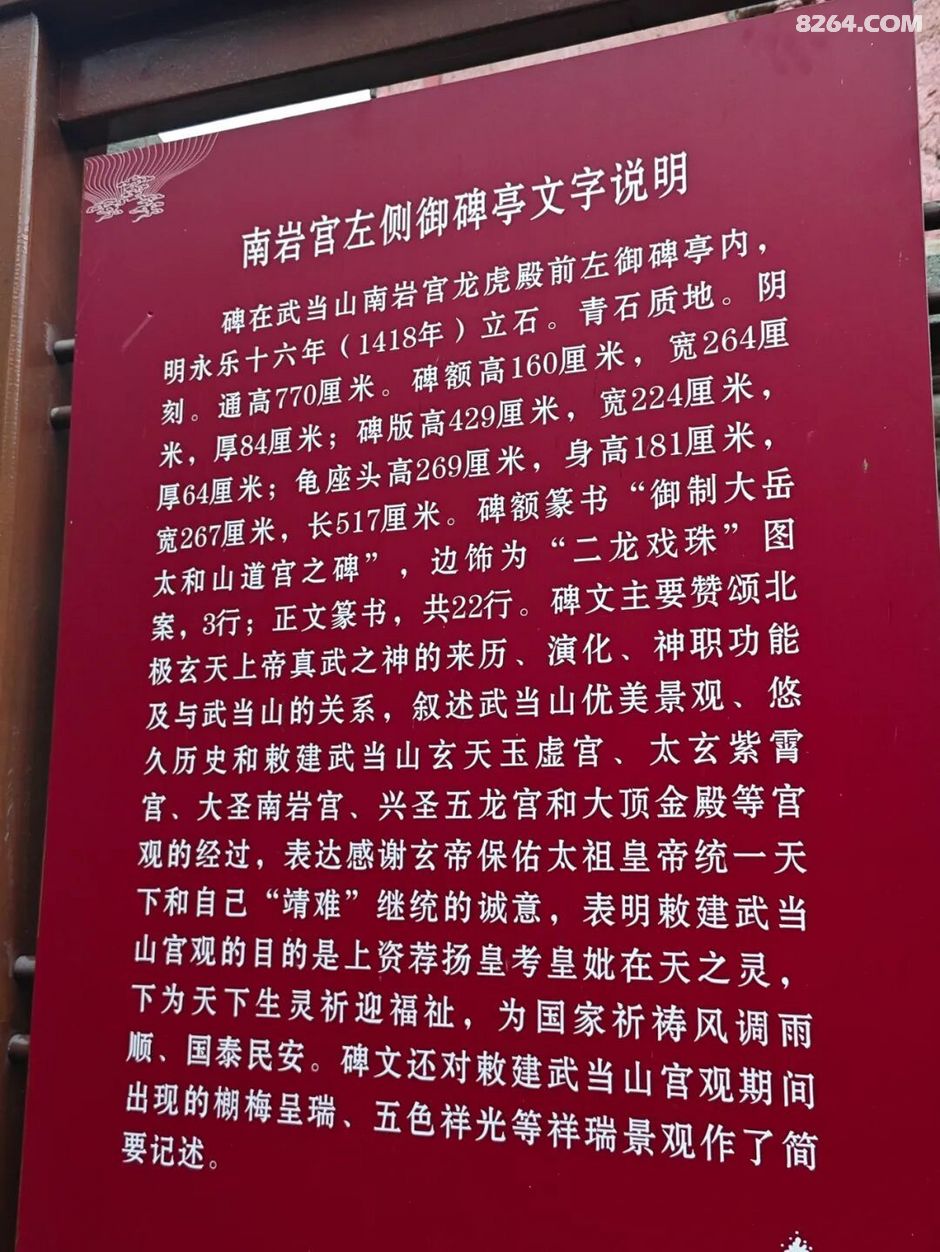 8264.COM
南岩宫左侧御碑亭文字说明
碑在武当山南岩宫龙虎殿前左御碑亭内，
明永乐十六年（1418年）立石。青石质地。阴
刻。通高770厘米。碑额高160厘米，宽264厘
米，厚84厘米；碑版高429厘米，宽224厘米，
厚64厘米；龟座头高269厘米，身高181厘米，
宽267厘米，长517厘米。碑额篆书“御制大岳
太和山道宫之碑”，边饰为“二龙戏珠”图
案，3行；正文篆书，共22行。碑文主要赞颂北
极玄天上帝真武之神的来历、演化、神职功能
及与武当山的关系，叙述武当山优美景观、悠
久历史和敕建武当山玄天玉虚宫、太玄紫霄
宫、大圣南岩宫、兴圣五龙宫和大顶金殿等宫
观的经过，表达感谢玄帝保佑太祖皇帝统一天
下和自己“靖难”继统的诚意，表明敕建武当
山宫观的目的是上资荐扬皇考皇妣在天之灵，
下为天下生灵祈迎福祉，为国家祈祷风调雨
顺、国泰民安。碑文还对敕建武当山宫观期间
出现的榔梅呈瑞、五色祥光等祥瑞景观作了简
要记述。